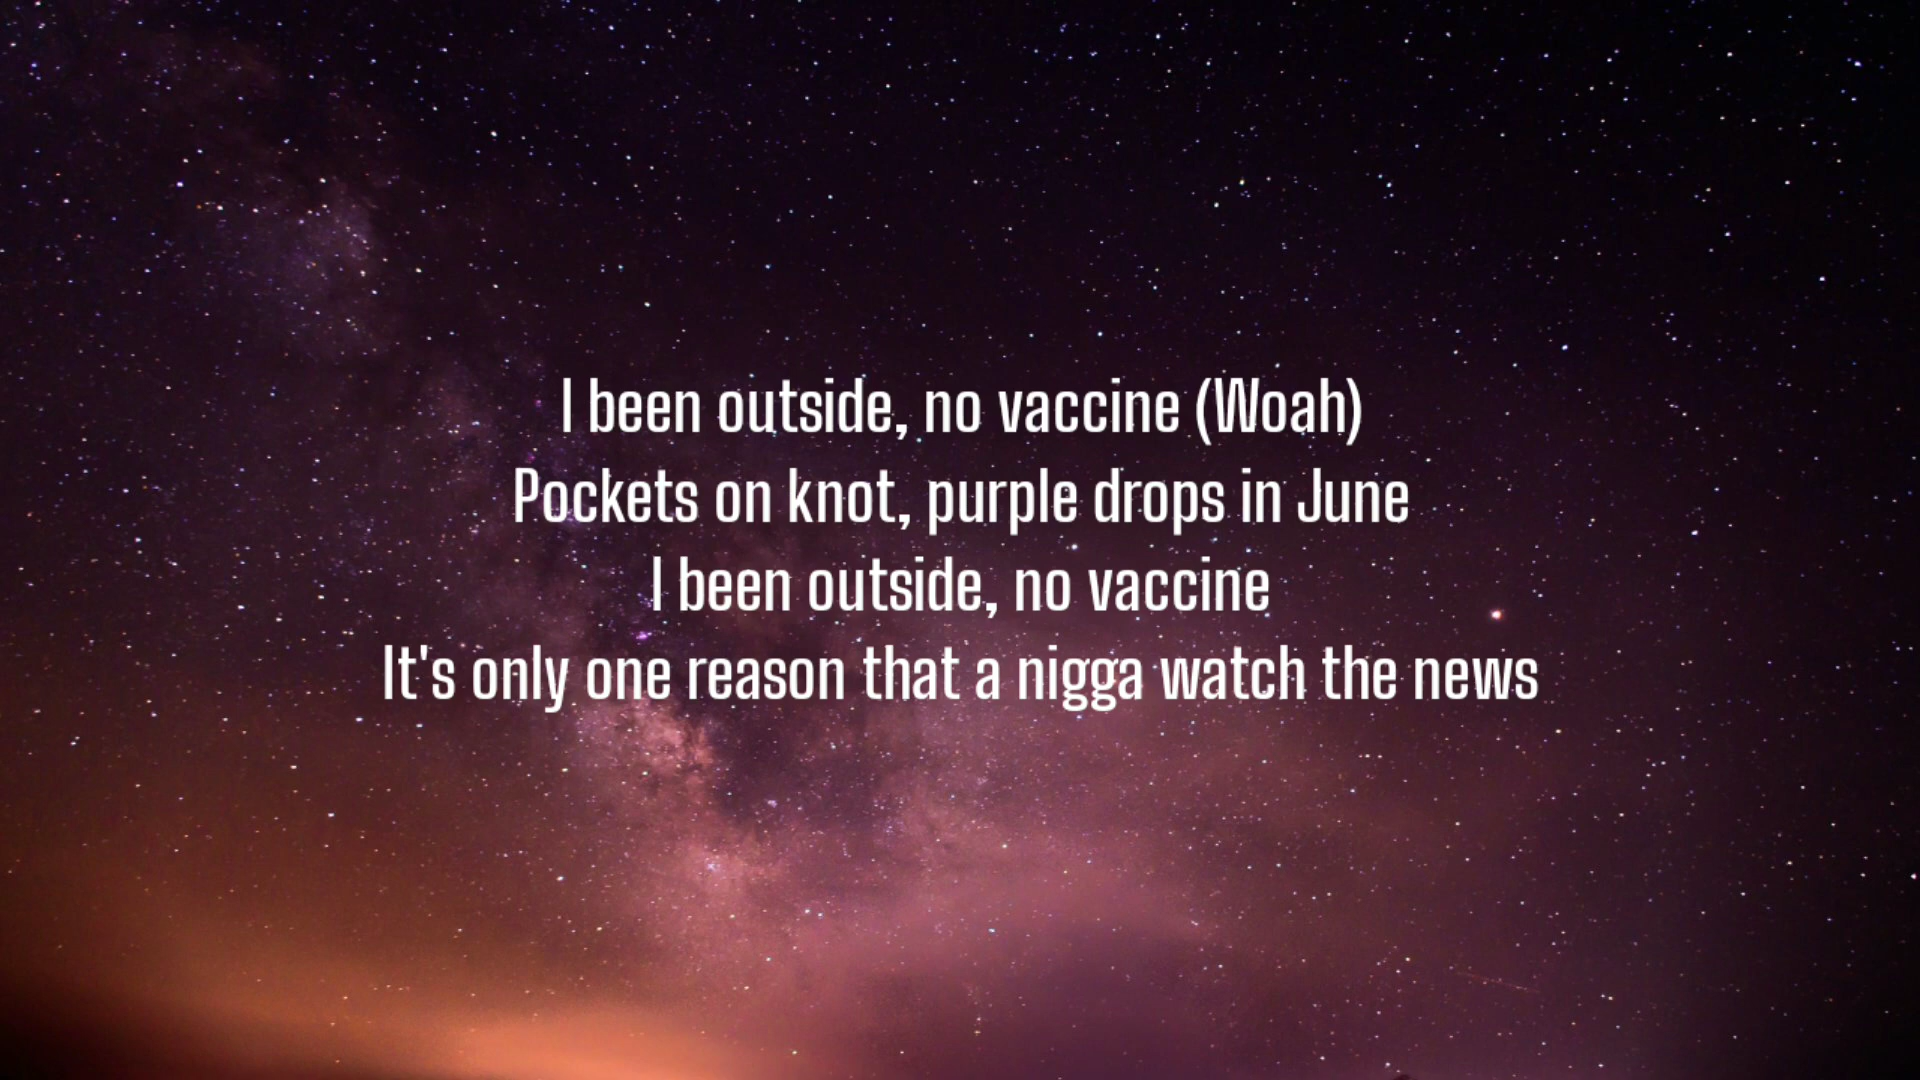 I been outside, no vaccine (Woah)
Pockets on knot, purple drops in June
I been outside, no vaccine
It's only one reason that a nigga watch the news